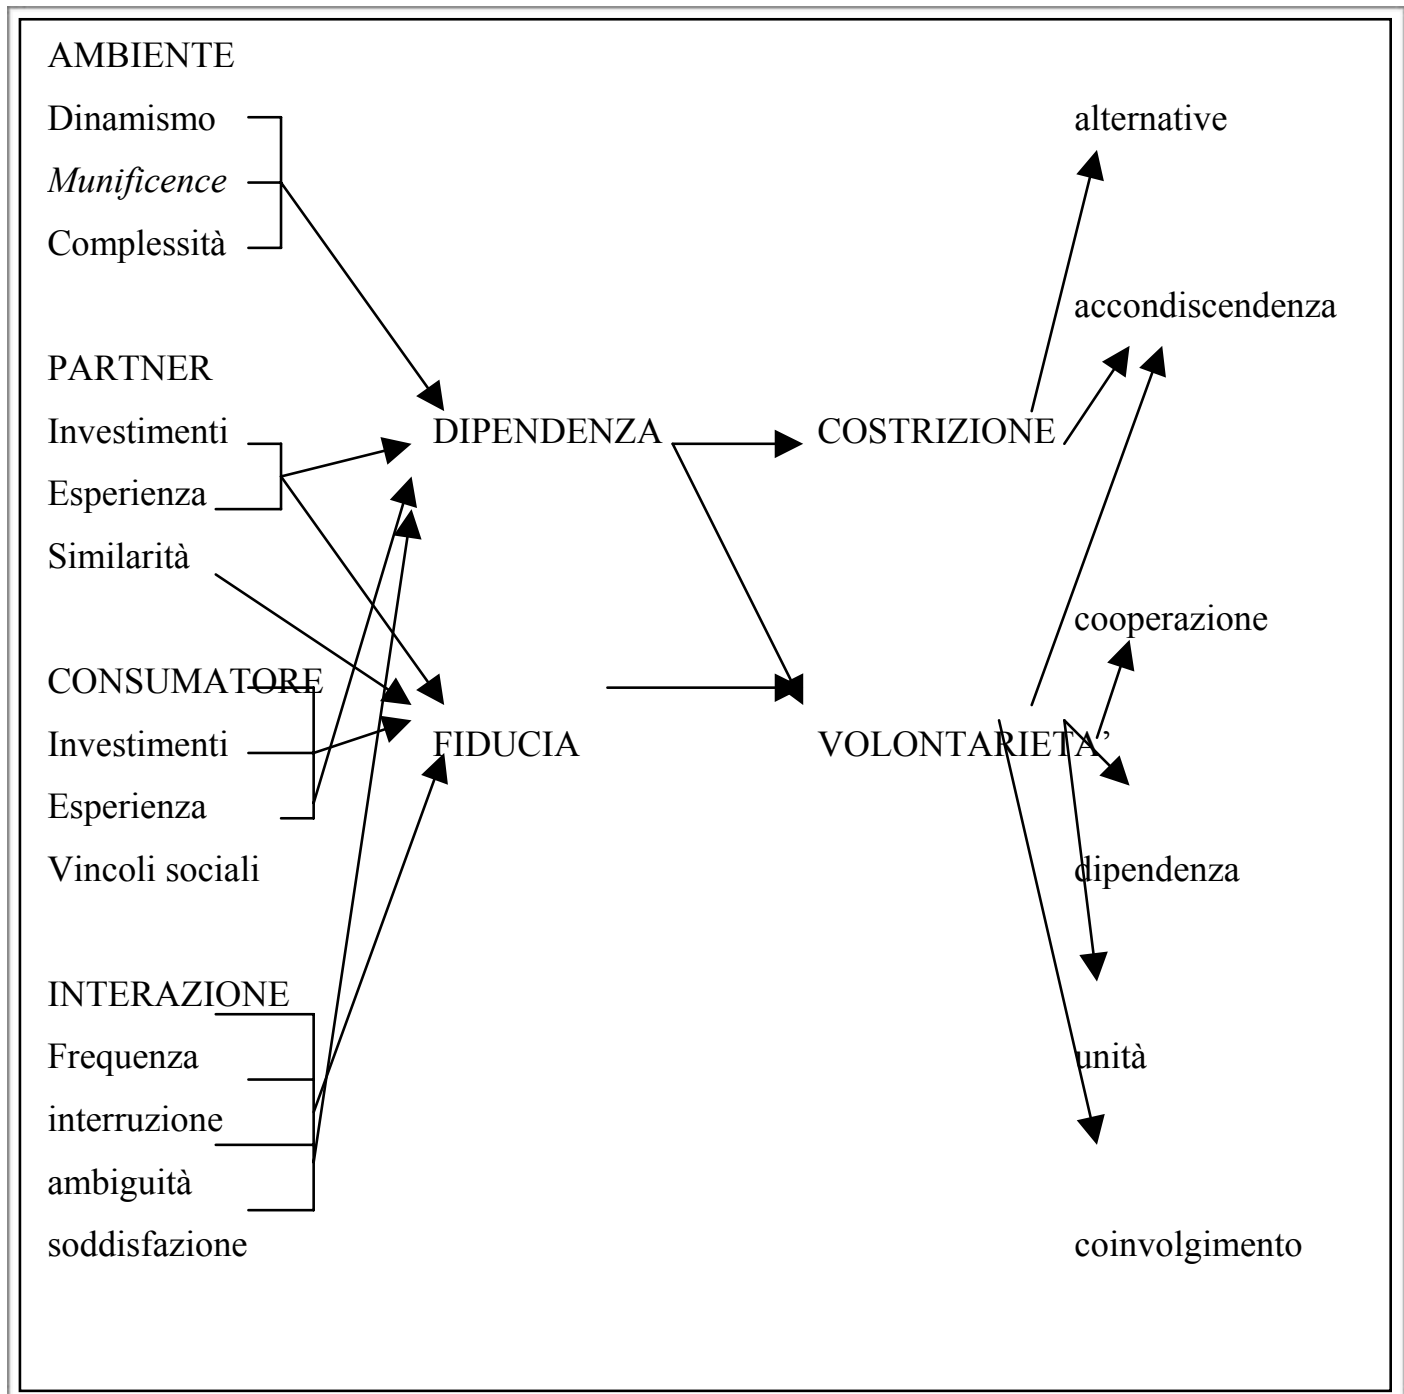 AMBIENTE
Dinamismo
Munificence
Complessità
PARTNER
Investimenti
Esperienza
Similarità
CONSUMATORE
Investimenti
Esperienza
Vincoli sociali
INTERAZIONE
Frequenza
interruzione
ambiguità
soddisfazione
DIPENDENZA
FIDUCIA
COSTRIZIONE
VOLONTARIETA’
alternative
accondiscendenza
cooperazione
dipendenza
unità
coinvolgimento